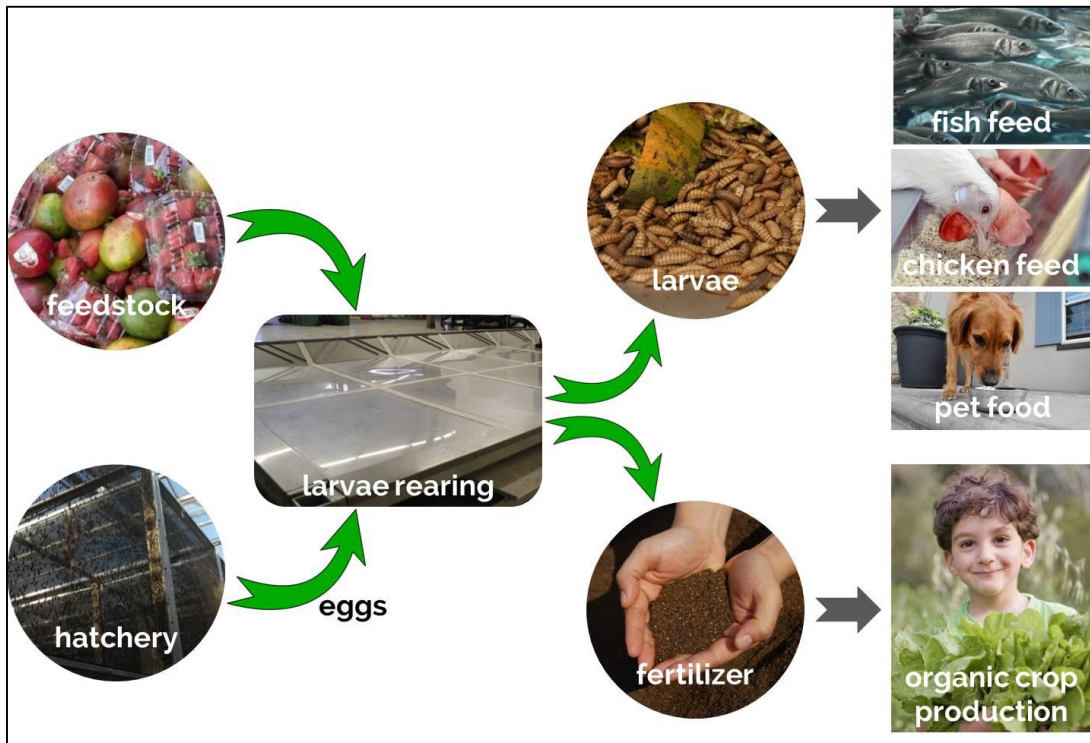 feedstock
hatchery
eggs
larvae rearing
larvae
fertilizer
fish feed
chicken feed
pet food
organic crop
production